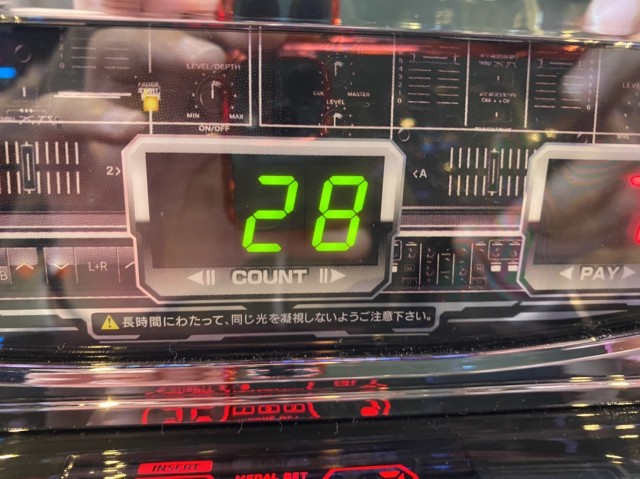 LEVEL/DEPTH
MIN MAX
ON/OFF
MASTER
LEVEL
28
2>
<A
L+R
COUNT
PAY
⚠長時間にわたって、同じ光を凝視しないようご注意下さい。
INSERT
MEDAL BET